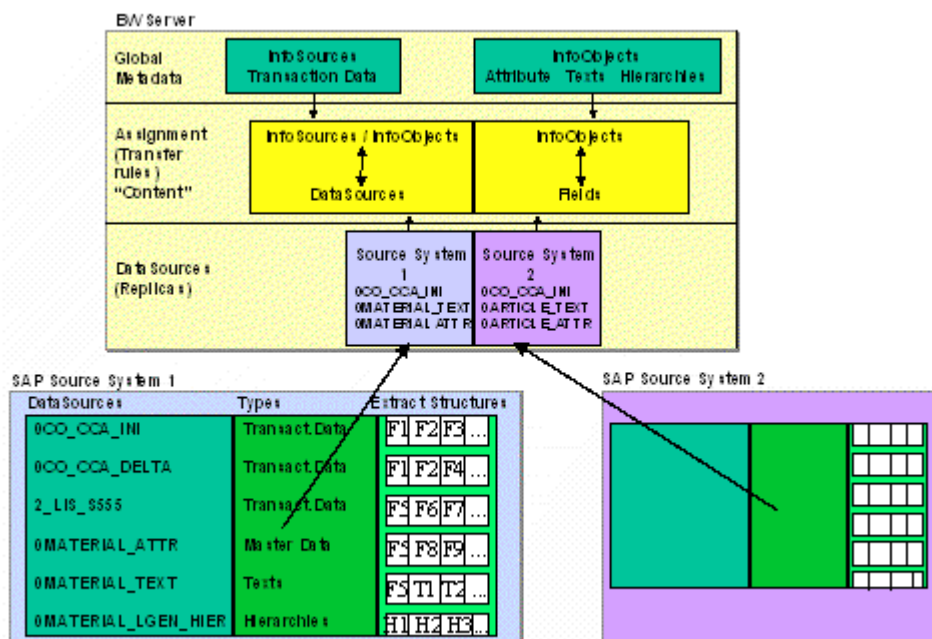 BW Server
Global
Metadata
InfoSources
Transaction Data
InfoObjects
Attribute Texts Hierarchies
Assignment
(Transfer
rules)
"Content"
InfoSources / InfoObjects
DataSources
InfoObjects
Fields
DataSources
(Replicas)
Source System
1
0CO_CCA_INI
0MATERIAL_TEXT
0MATERIAL ATTR
Source System
2
0CO_CCA_INI
0ARTICLE_TEXT
0ARTICLE_ATTR
SAP Source System 1
DataSources Types Extract Structures
0CO_CCA_INI Transact.Data F1 F2 F3 ...
0CO_CCA_DELTA Transact.Data F1 F2 F4 ...
2_LIS_S555 Transact.Data F5 F6 F7 ...
0MATERIAL_ATTR Master Data F5 F8 F9 ...
0MATERIAL_TEXT Texts F5 T1 T2 ...
0MATERIAL_LGEN_HIER Hierarchies H1 H2 H3 ...
SAP Source System 2